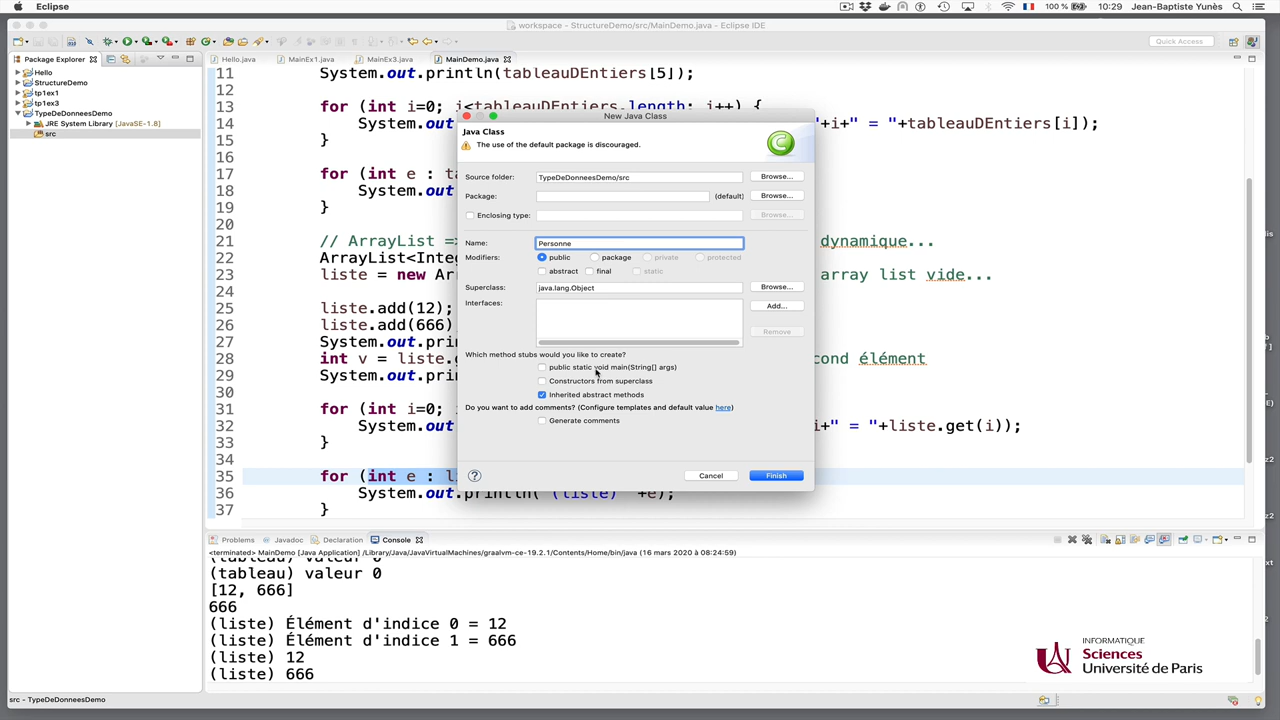 Eclipse
100 % 10:29 Jean-Baptiste Yunès
workspace - StructureDemo/src/MainDemo.java - Eclipse IDE
Quick Access
Package Explorer
Hello.java MainEx1.java MainEx3.java MainDemo.java
Hello
StructureDemo
tp1ex1
tp1ex3
TypeDeDonneesDemo
JRE System Library [JavaSE-1.8]
src
11 System.out.println(tableauDEntiers[5]);
12
13 for (int i=0; i<tableauDEntiers.length; i++) {
14 System.out "+i+" = "+tableauDEntiers[i]);
15 }
16
17 for (int e : t
18 System.out
19 }
20
21 // ArrayList = dynamique...
22 ArrayList<Integ
23 liste = new Ar array list vide...
24
25 liste.add(12);
26 liste.add(666)
27 System.out.pri
28 int v = liste. cond élément
29 System.out.pri
30
31 for (int i=0;
32 System.out +i+" = "+liste.get(i));
33 }
34
35 for (int e : l
36 System.out.println("(liste) "+e);
37 }
New Java Class
Java Class
The use of the default package is discouraged.
Source folder: TypeDeDonneesDemo/src Browse...
Package: (default) Browse...
Enclosing type: Browse...
Name: Personne
Modifiers: public package private protected
abstract final static
Superclass: java.lang.Object Browse...
Interfaces: Add...
Remove
Which method stubs would you like to create?
public static void main(String[] args)
Constructors from superclass
Inherited abstract methods
Do you want to add comments? (Configure templates and default value here)
Generate comments
Cancel Finish
Problems Javadoc Declaration Console
<terminated> MainDemo [Java Application] /Library/Java/JavaVirtualMachines/graalvm-ce-19.2.1/Contents/Home/bin/java (16 mars 2020 à 08:24:59)
(tableau) valeur 0
(tableau) valeur 0
[12, 666]
666
(liste) Élément d'indice 0 = 12
(liste) Élément d'indice 1 = 666
(liste) 12
(liste) 666
INFORMATIQUE
Sciences
Université de Paris
src - TypeDeDonneesDemo